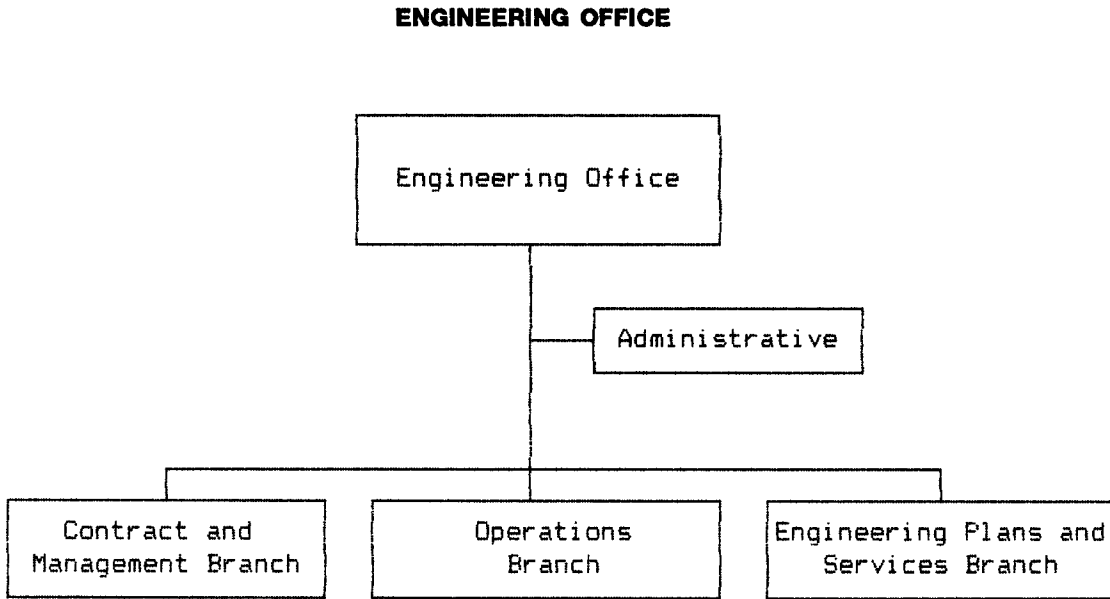 ENGINEERING OFFICE
Engineering Office
Administrative
Contract and
Management Branch
Operations
Branch
Engineering Plans and
Services Branch